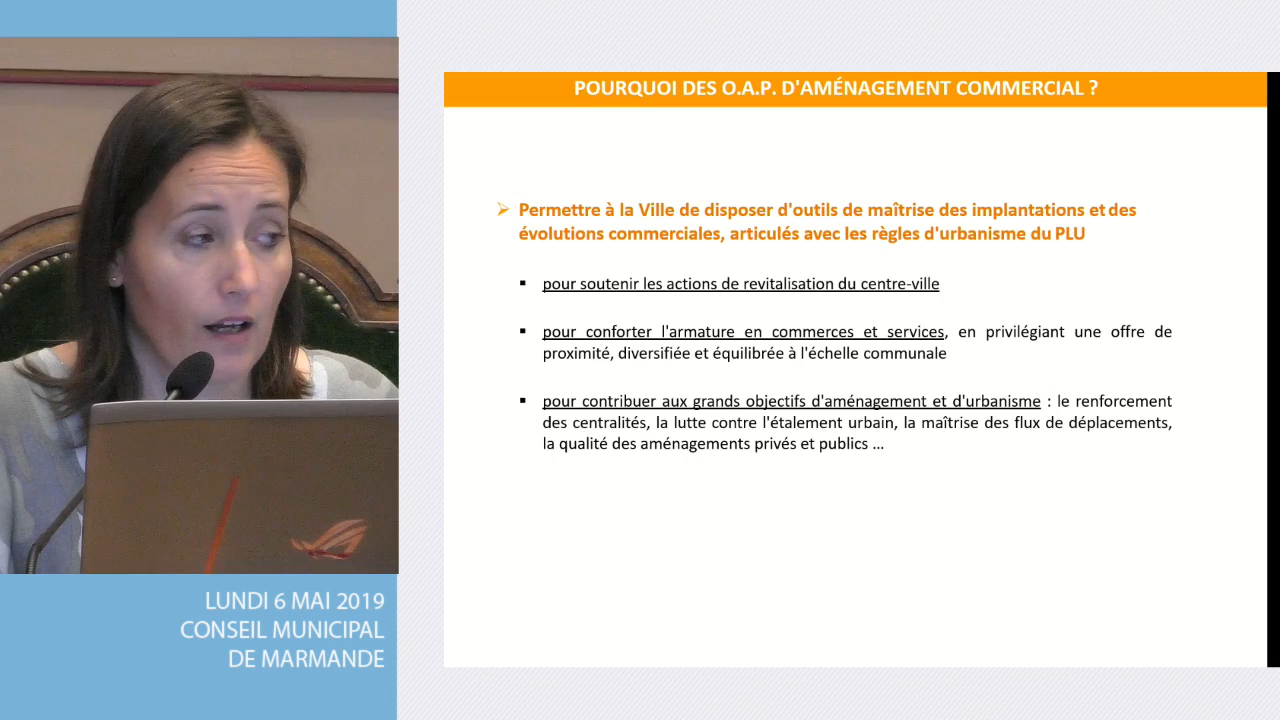 POURQUOI DES O.A.P. D'AMÉNAGEMENT COMMERCIAL ?
Permettre à la Ville de disposer d'outils de maîtrise des implantations et des
évolutions commerciales, articulés avec les règles d'urbanisme du PLU
pour soutenir les actions de revitalisation du centre-ville
pour conforter l'armature en commerces et services, en privilégiant une offre de
proximité, diversifiée et équilibrée à l'échelle communale
pour contribuer aux grands objectifs d'aménagement et d'urbanisme : le renforcement
des centralités, la lutte contre l'étalement urbain, la maîtrise des flux de déplacements,
la qualité des aménagements privés et publics ...
LUNDI 6 MAI 2019
CONSEIL MUNICIPAL
DE MARMANDE